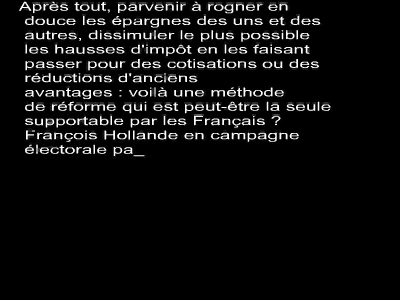 Après tout, parvenir à rogner en
douce les épargnes des uns et des
autres, dissimuler le plus possible
les hausses d'impôt en les faisant
passer pour des cotisations ou des
réductions d'anciens
avantages : voilà une méthode
de réforme qui est peut-être la seule
supportable par les Français ?
François Hollande en campagne
électorale pa_